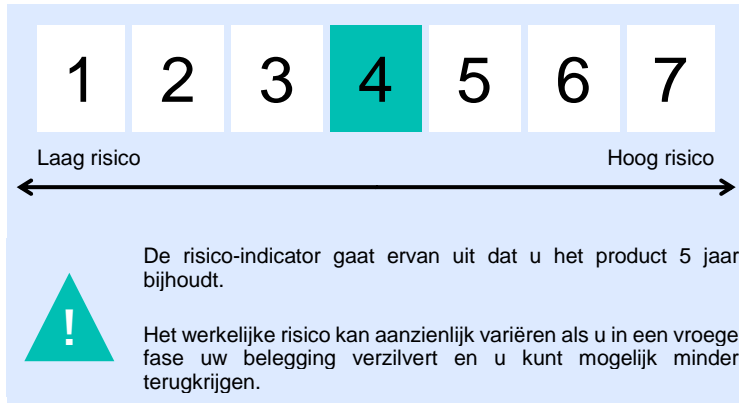 1 2 3 4 5 6 7
Laag risico Hoog risico
De risico-indicator gaat ervan uit dat u het product 5 jaar
bijhoudt.
!
Het werkelijke risico kan aanzienlijk variëren als u in een vroege
fase uw belegging verzilvert en u kunt mogelijk minder
terugkrijgen.